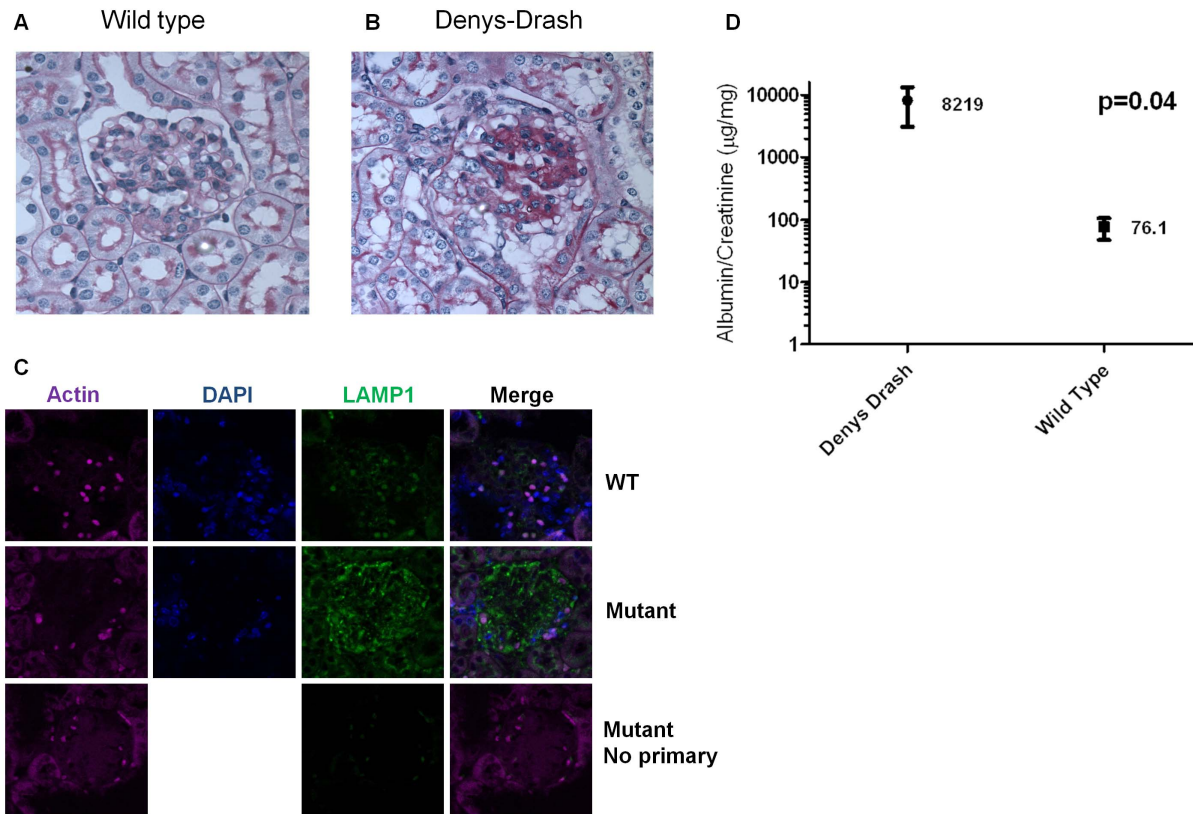 A
Wild type
B
Denys-Drash
C
Actin
DAPI
LAMP1
Merge
WT
Mutant
Mutant
No primary
D
Albumin/Creatinine (µg/mg)
10000
1000
100
10
1
8219
p=0.04
76.1
Denys Drash
Wild Type